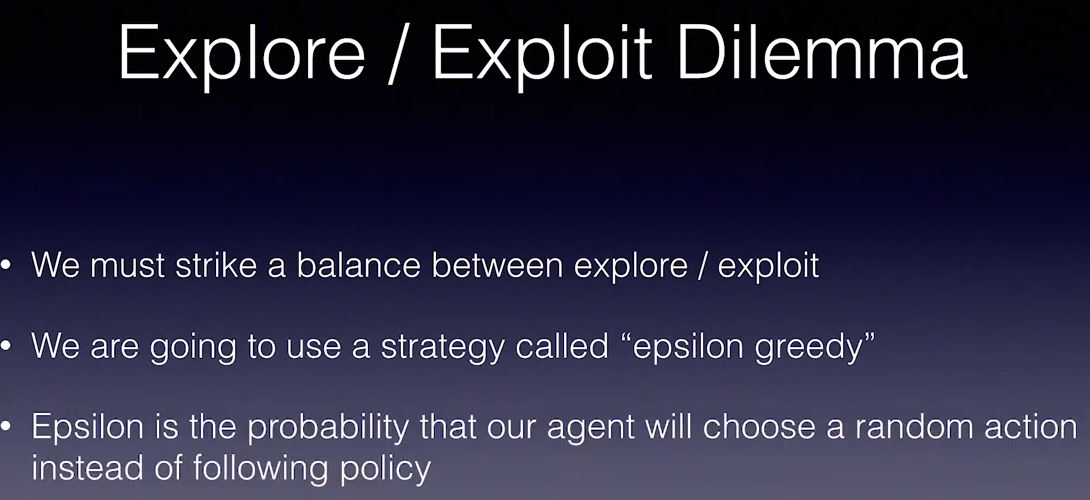 Explore / Exploit Dilemma
• We must strike a balance between explore / exploit
• We are going to use a strategy called “epsilon greedy”
• Epsilon is the probability that our agent will choose a random action
instead of following policy